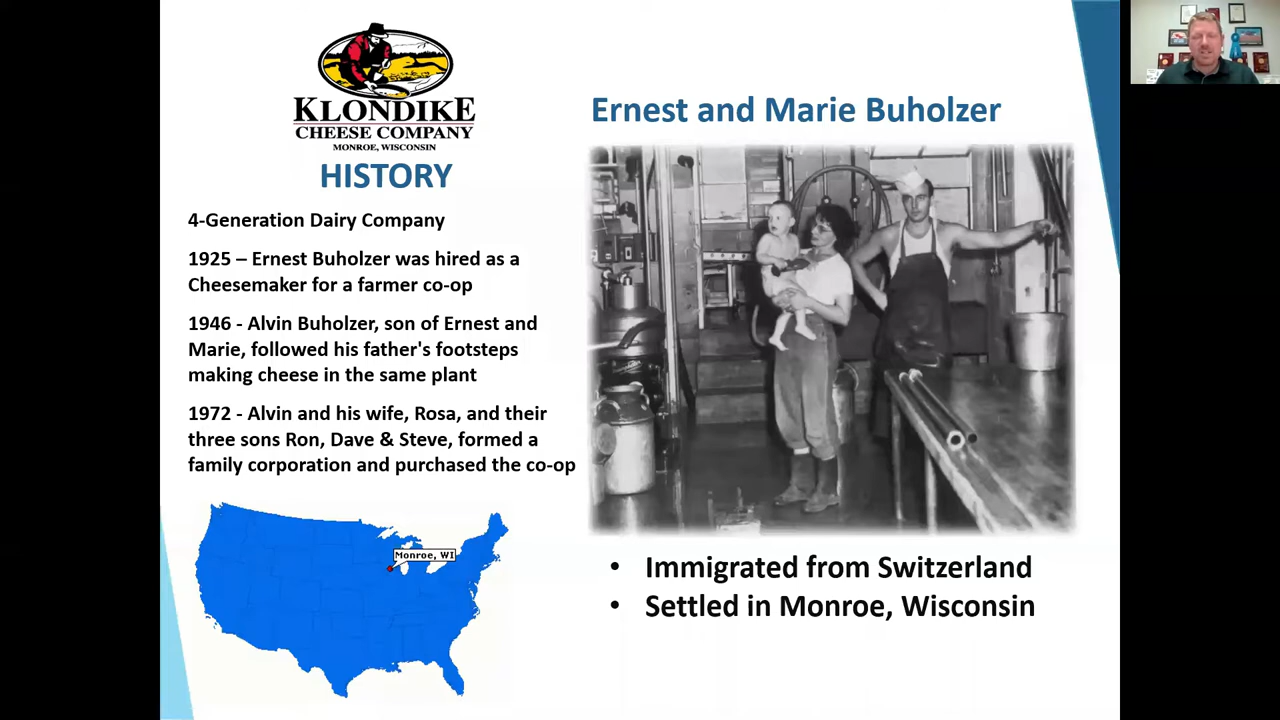 KLONDIKE
CHEESE COMPANY
MONROE, WISCONSIN
HISTORY
4-Generation Dairy Company
1925 – Ernest Buholzer was hired as a
Cheesemaker for a farmer co-op
1946 - Alvin Buholzer, son of Ernest and
Marie, followed his father's footsteps
making cheese in the same plant
1972 - Alvin and his wife, Rosa, and their
three sons Ron, Dave & Steve, formed a
family corporation and purchased the co-op
Monroe, WI
Ernest and Marie Buholzer
• Immigrated from Switzerland
• Settled in Monroe, Wisconsin